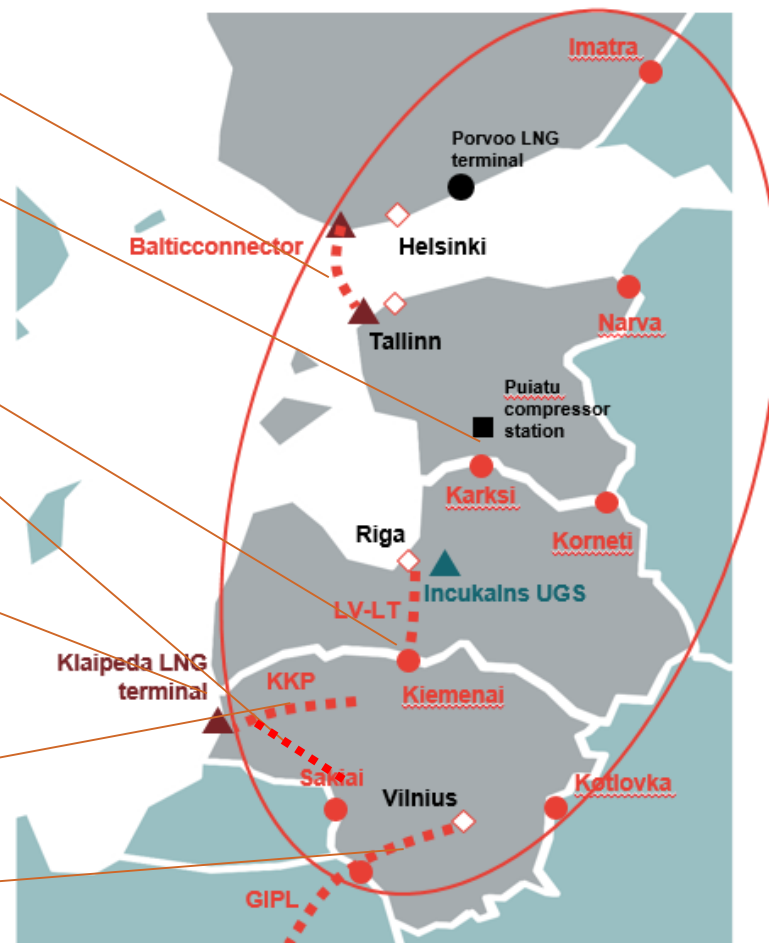 Imatra
Porvoo LNG
terminal
Balticconnector
Helsinki
Narva
Tallinn
Puiatu
compressor
station
Karksi
Korneti
Riga
Incukalns UGS
LV-LT
Klaipeda LNG
terminal
KKP
Kiemenai
Sakiai
Vilnius
Kotlovka
GIPL